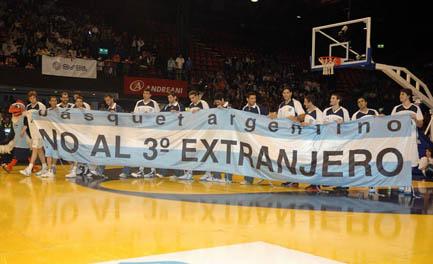 ANDREANI
básquet argentino
NO AL 3º EXTRANJERO